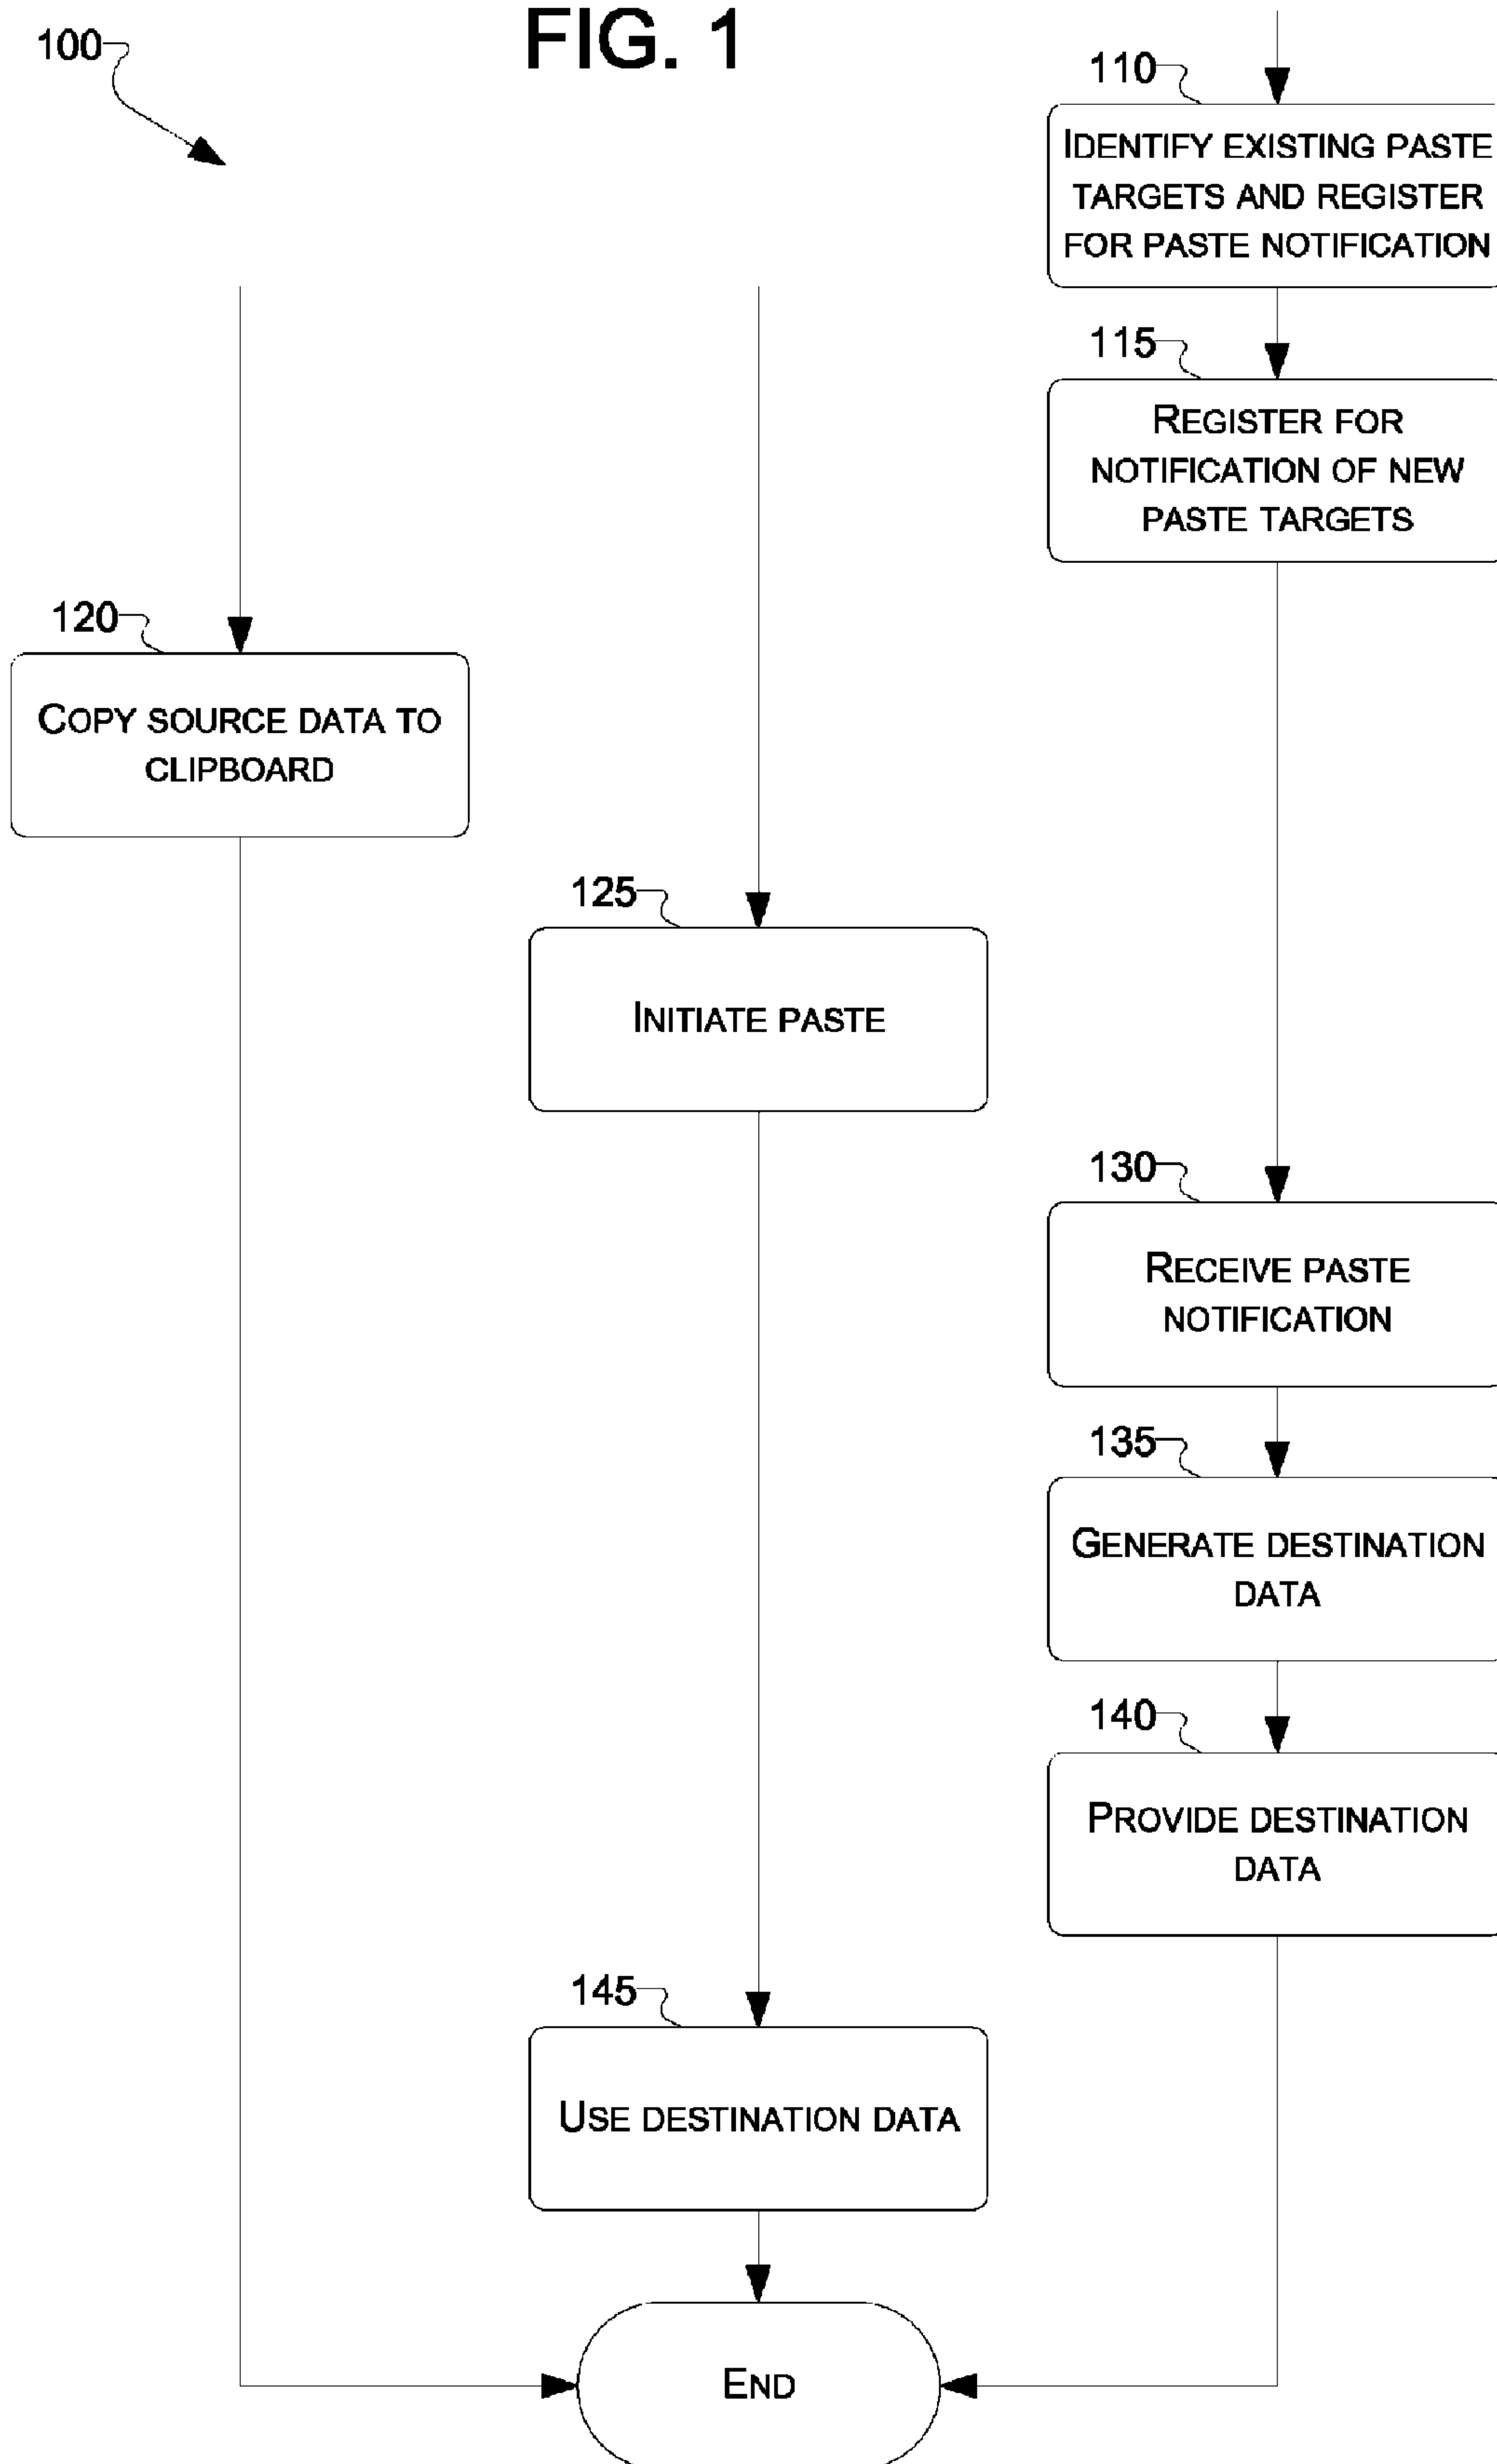 FIG. 1
100
110
IDENTIFY EXISTING PASTE
TARGETS AND REGISTER
FOR PASTE NOTIFICATION
115
REGISTER FOR
NOTIFICATION OF NEW
PASTE TARGETS
120
COPY SOURCE DATA TO
CLIPBOARD
125
INITIATE PASTE
130
RECEIVE PASTE
NOTIFICATION
135
GENERATE DESTINATION
DATA
140
PROVIDE DESTINATION
DATA
145
USE DESTINATION DATA
END